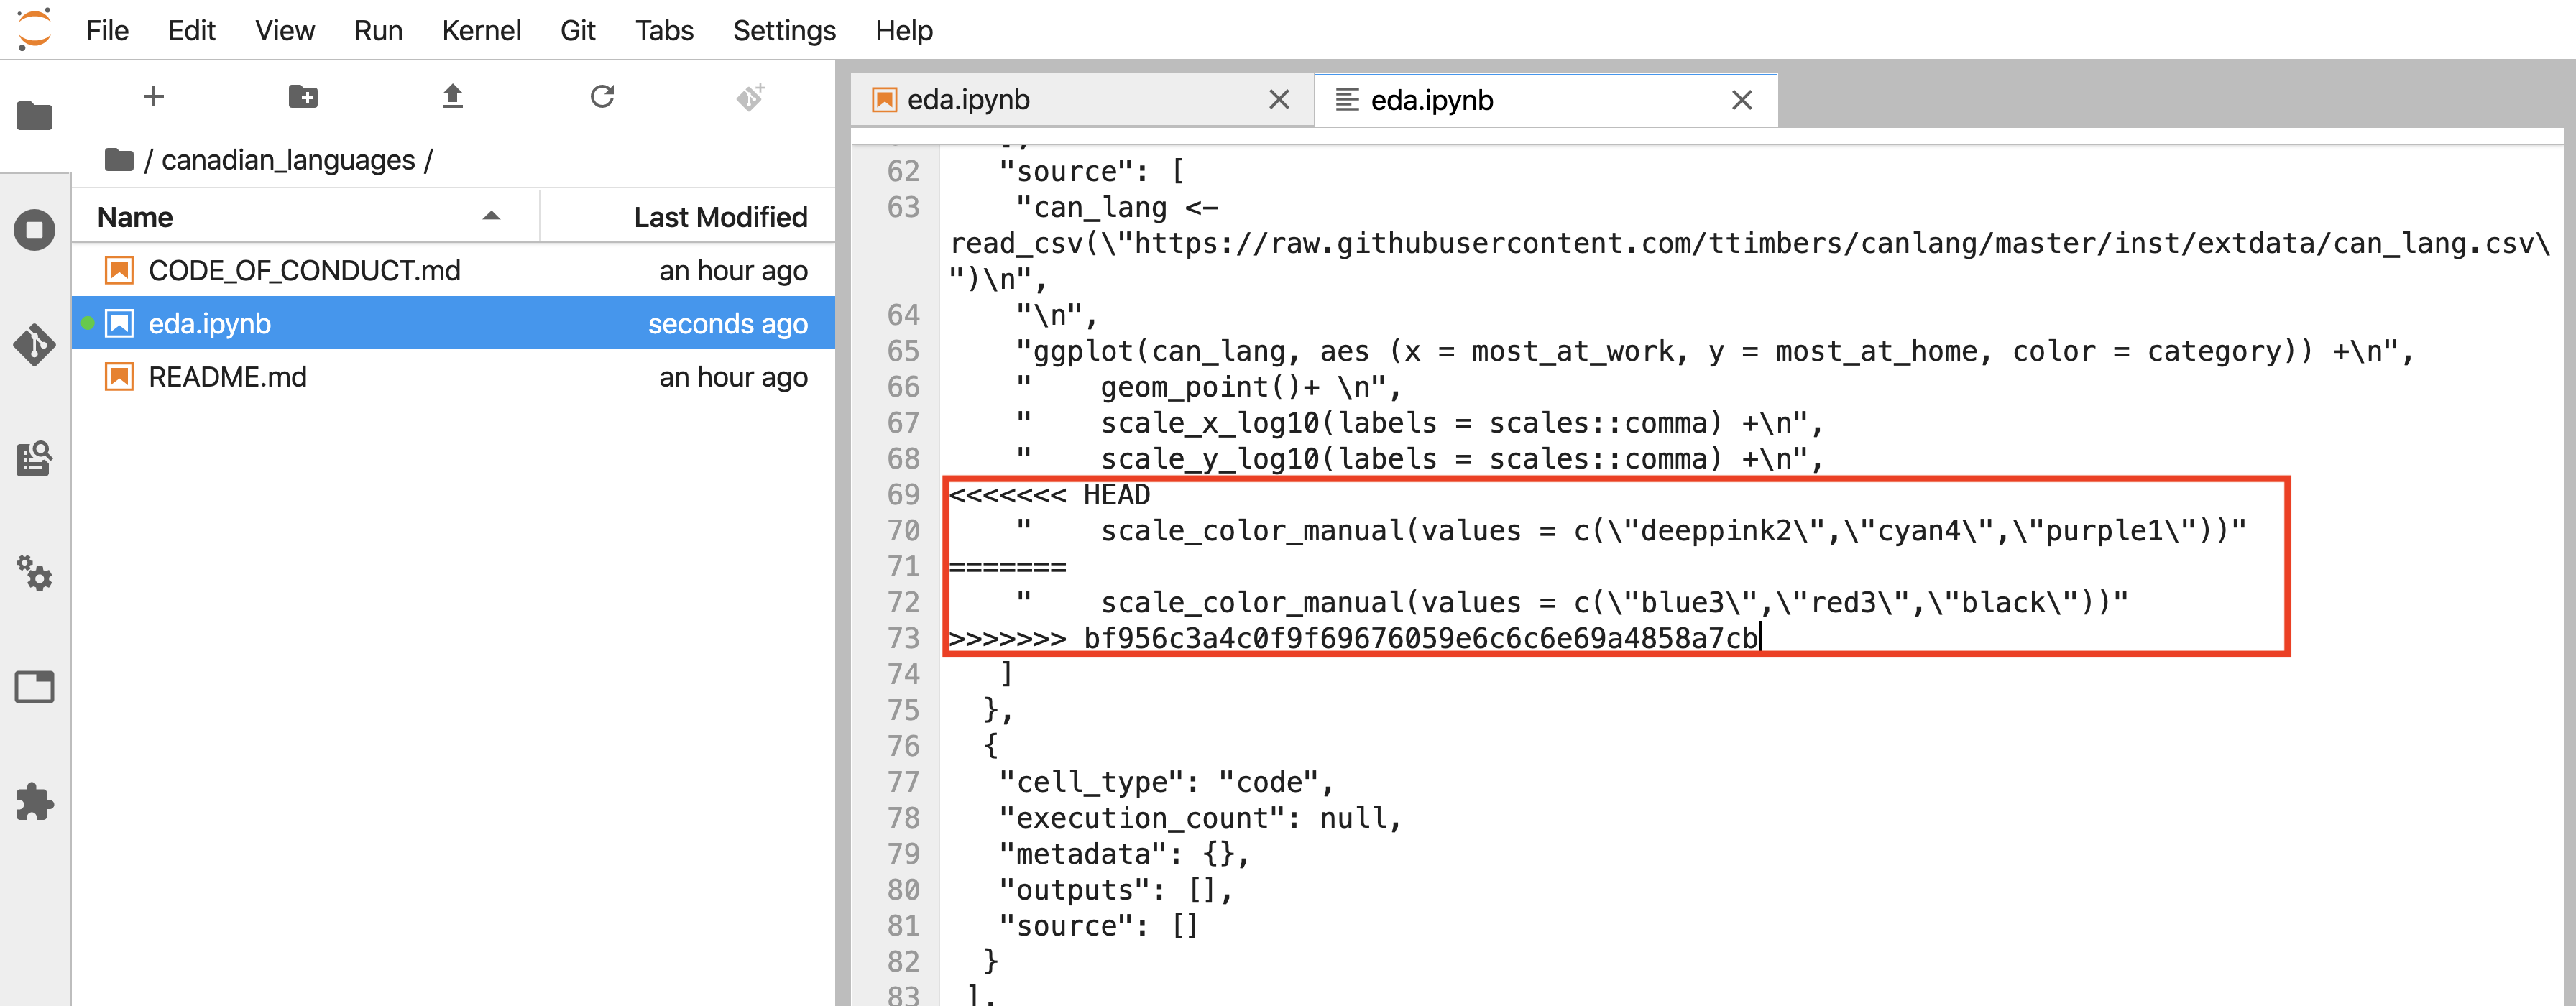 File Edit View Run Kernel Git Tabs Settings Help
/ canadian_languages /
Name Last Modified
CODE_OF_CONDUCT.md an hour ago
eda.ipynb seconds ago
README.md an hour ago
eda.ipynb eda.ipynb
62 "source": [
63 "can_lang <-
read_csv(\"https://raw.githubusercontent.com/ttimbers/canlang/master/inst/extdata/can_lang.csv\
")\n",
64 "\n",
65 "ggplot(can_lang, aes (x = most_at_work, y = most_at_home, color = category)) +\n",
66 "    geom_point()+ \n",
67 "    scale_x_log10(labels = scales::comma) +\n",
68 "    scale_y_log10(labels = scales::comma) +\n",
69 <<<<<<< HEAD
70 "    scale_color_manual(values = c(\"deeppink2\",\"cyan4\",\"purple1\"))"
71 =======
72 "    scale_color_manual(values = c(\"blue3\",\"red3\",\"black\"))"
73 >>>>>>> bf956c3a4c0f9f69676059e6c6c6e69a4858a7cb
74 ]
75 },
76 {
77 "cell_type": "code",
78 "execution_count": null,
79 "metadata": {},
80 "outputs": [],
81 "source": []
82 }
83 ],